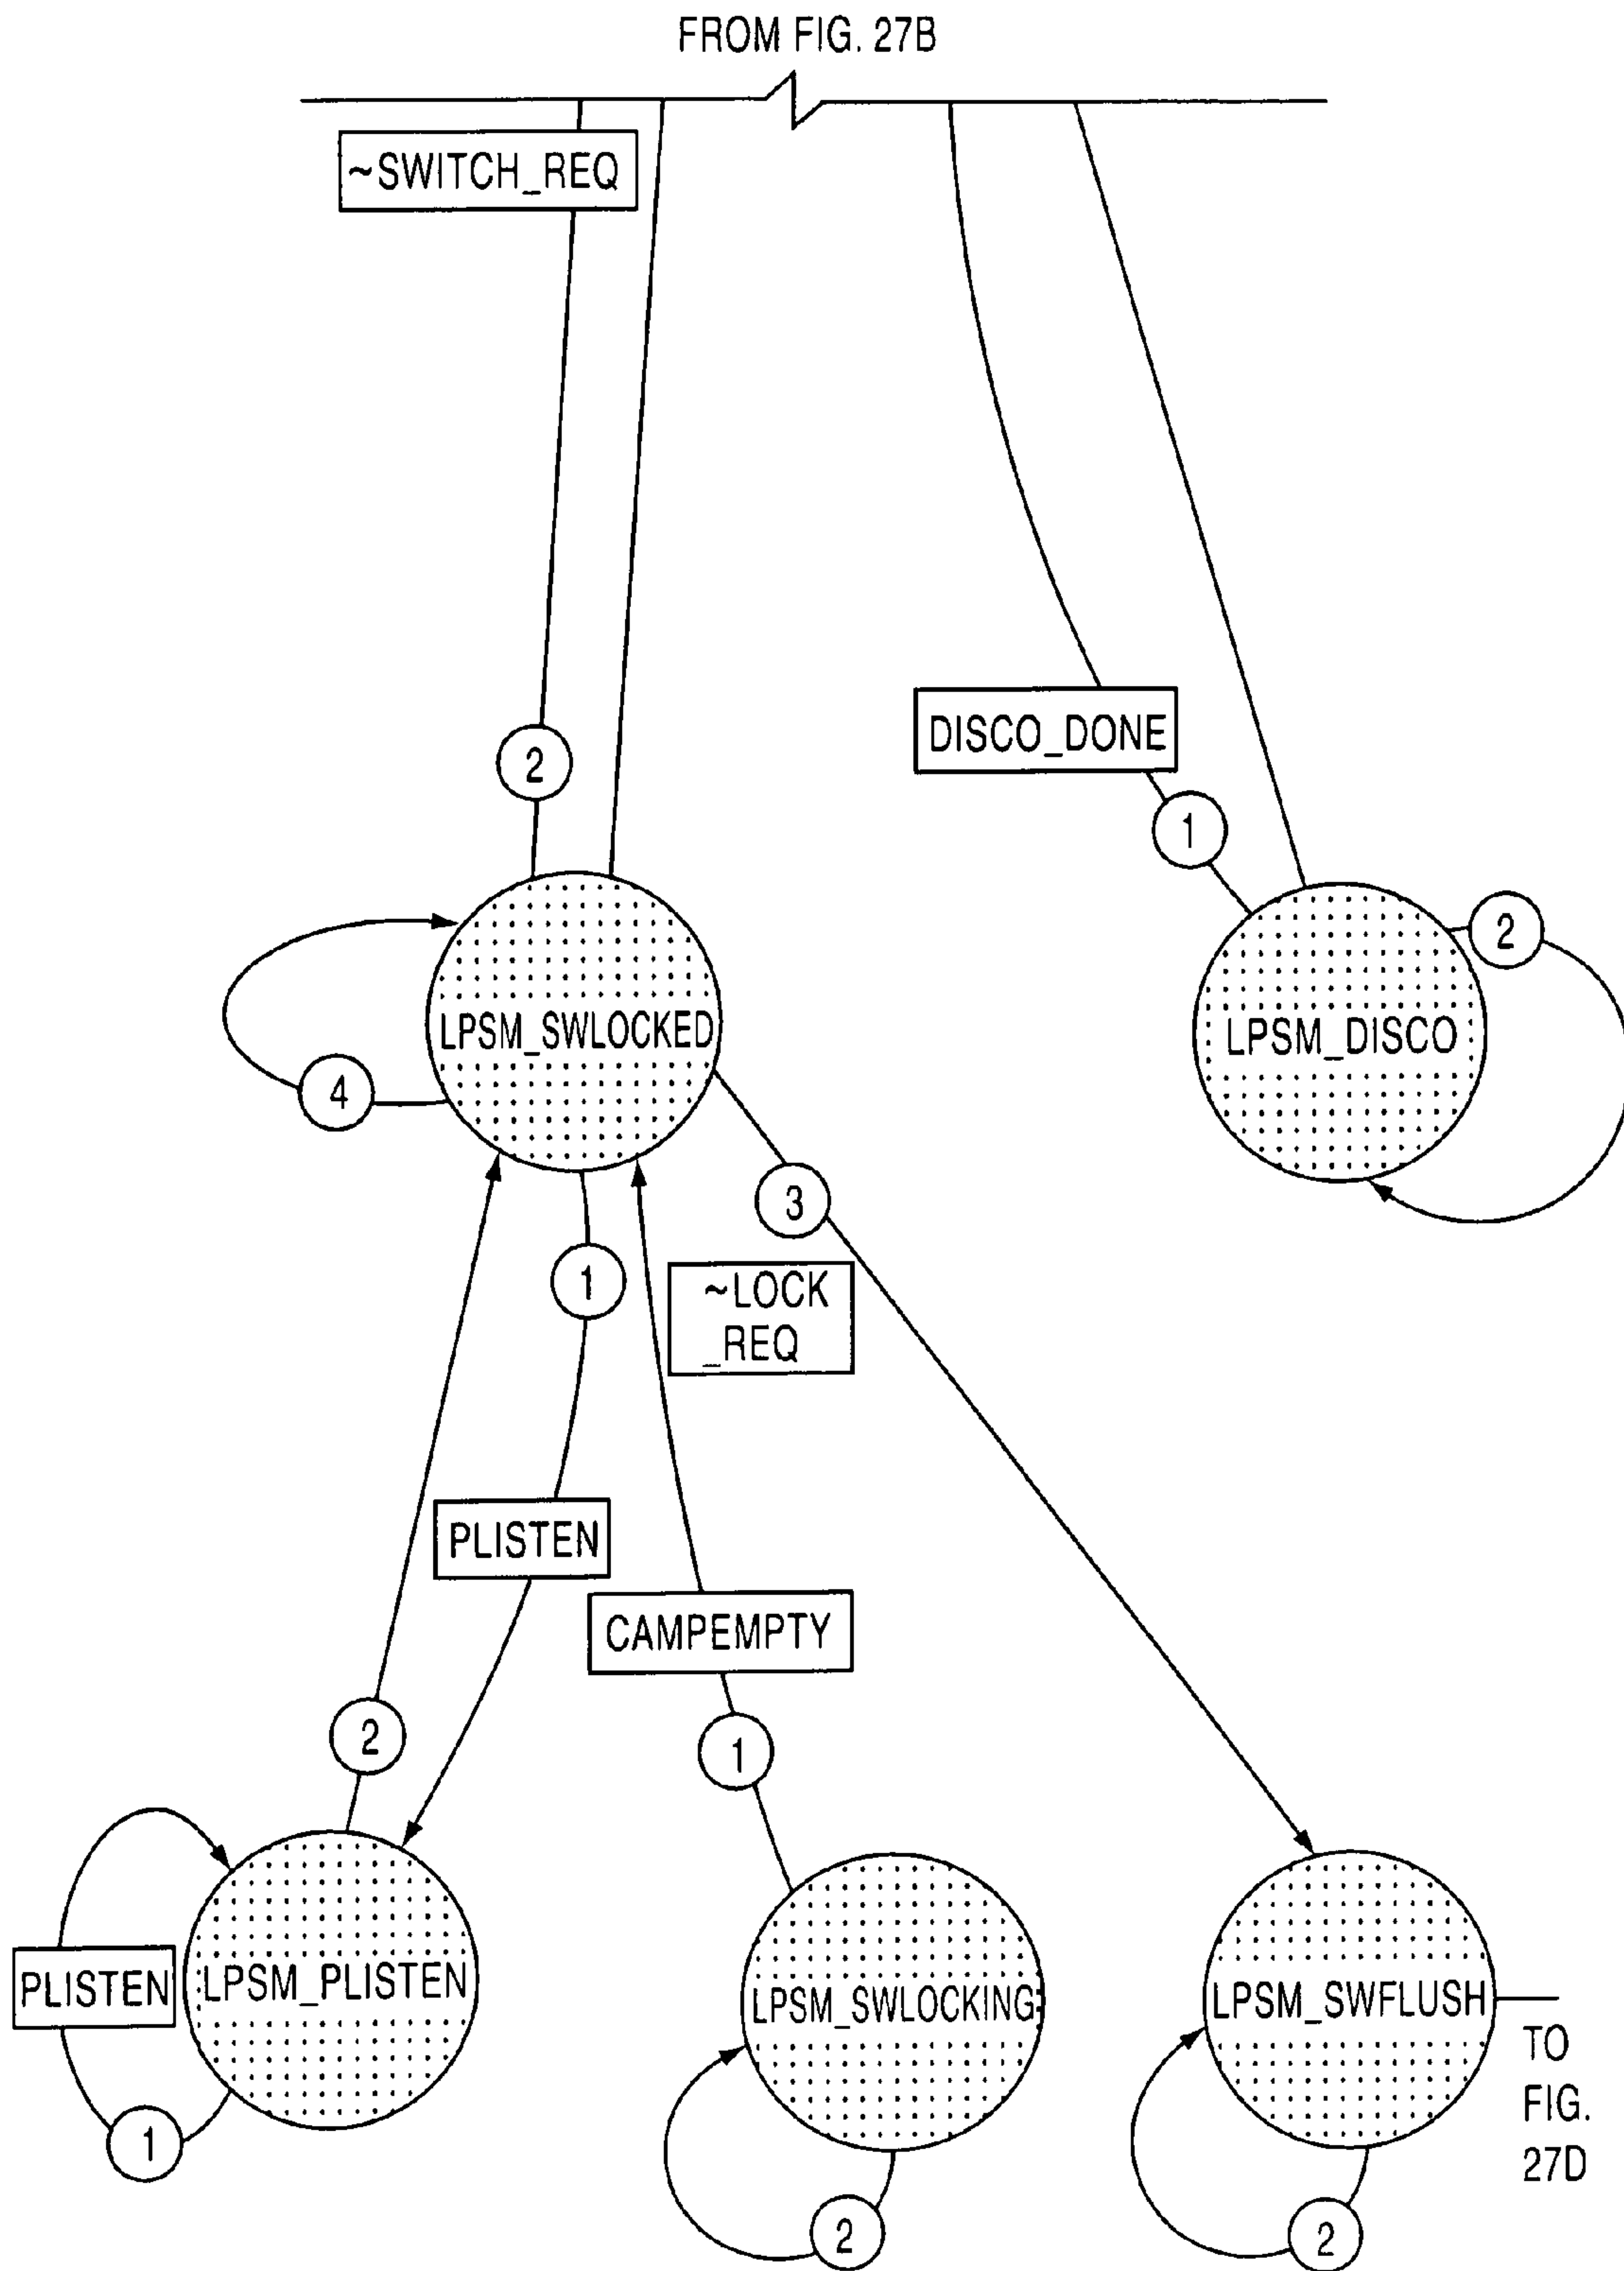 FROM FIG. 27B
~SWITCH_REQ
2
DISCO_DONE
1
2
LPSM_SWLOCKED
LPSM_DISCO
4
3
1
~LOCK
_REQ
PLISTEN
CAMPEMPTY
2
1
PLISTEN
LPSM_PLISTEN
LPSM_SWLOCKING
LPSM_SWFLUSH
TO
FIG.
27D
1
2
2